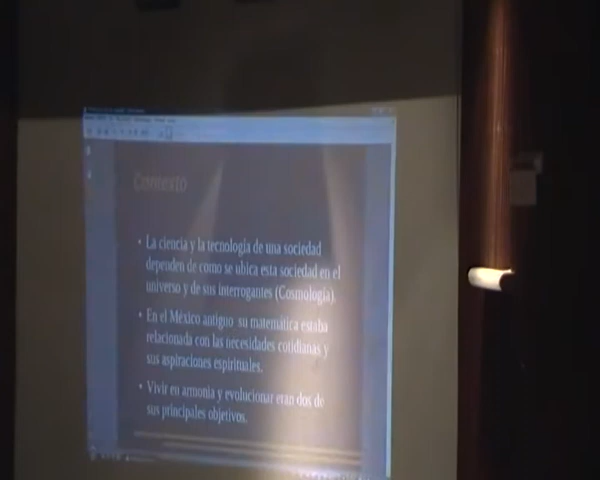 Contexto
• La ciencia y la tecnología de una sociedad
dependen de como se ubica esta sociedad en el
universo y de sus interrogantes (Cosmología).
• En el México antiguo su matemática estaba
relacionada con las necesidades cotidianas y
sus aspiraciones espirituales.
• Vivir en armonia y evolucionar eran dos de
sus principales objetivos.